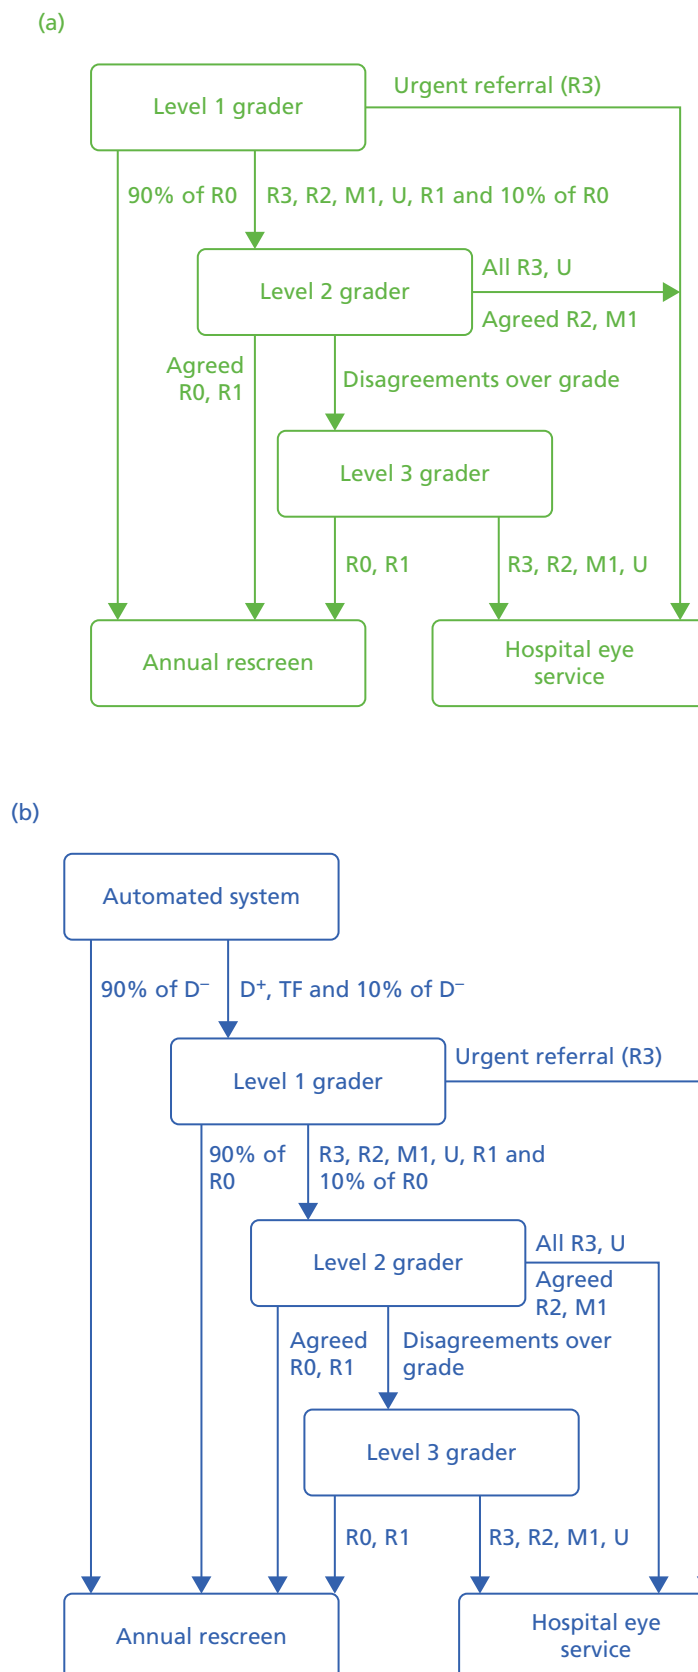 (a)
Level 1 grader
Urgent referral (R3)
90% of R0
R3, R2, M1, U, R1 and 10% of R0
Level 2 grader
All R3, U
Agreed R2, M1
Agreed
R0, R1
Disagreements over grade
Level 3 grader
R0, R1
R3, R2, M1, U
Annual rescreen
Hospital eye
service
(b)
Automated system
90% of D⁻
D⁺, TF and 10% of D⁻
Level 1 grader
Urgent referral (R3)
90% of
R0
R3, R2, M1, U, R1 and
10% of R0
Level 2 grader
All R3, U
Agreed
R2, M1
Agreed
R0, R1
Disagreements over
grade
Level 3 grader
R0, R1
R3, R2, M1, U
Annual rescreen
Hospital eye
service